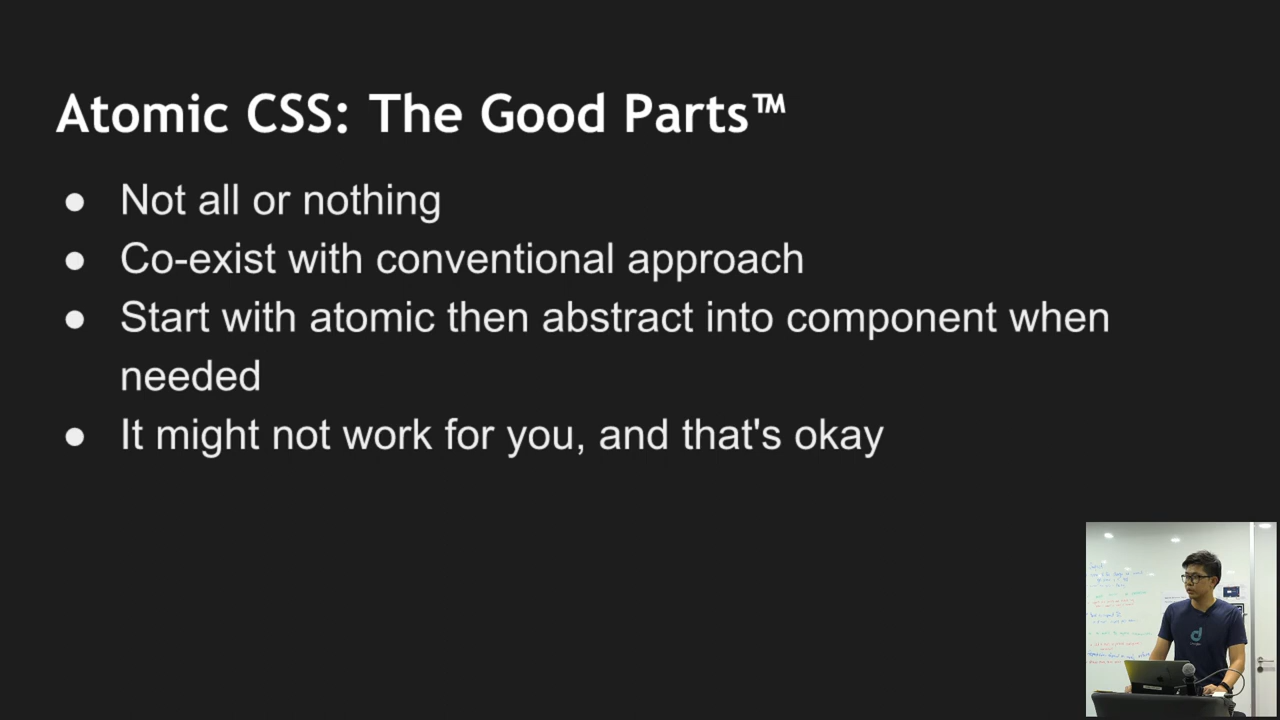 Atomic CSS: The Good Parts™
● Not all or nothing
● Co-exist with conventional approach
● Start with atomic then abstract into component when
needed
● It might not work for you, and that's okay
d